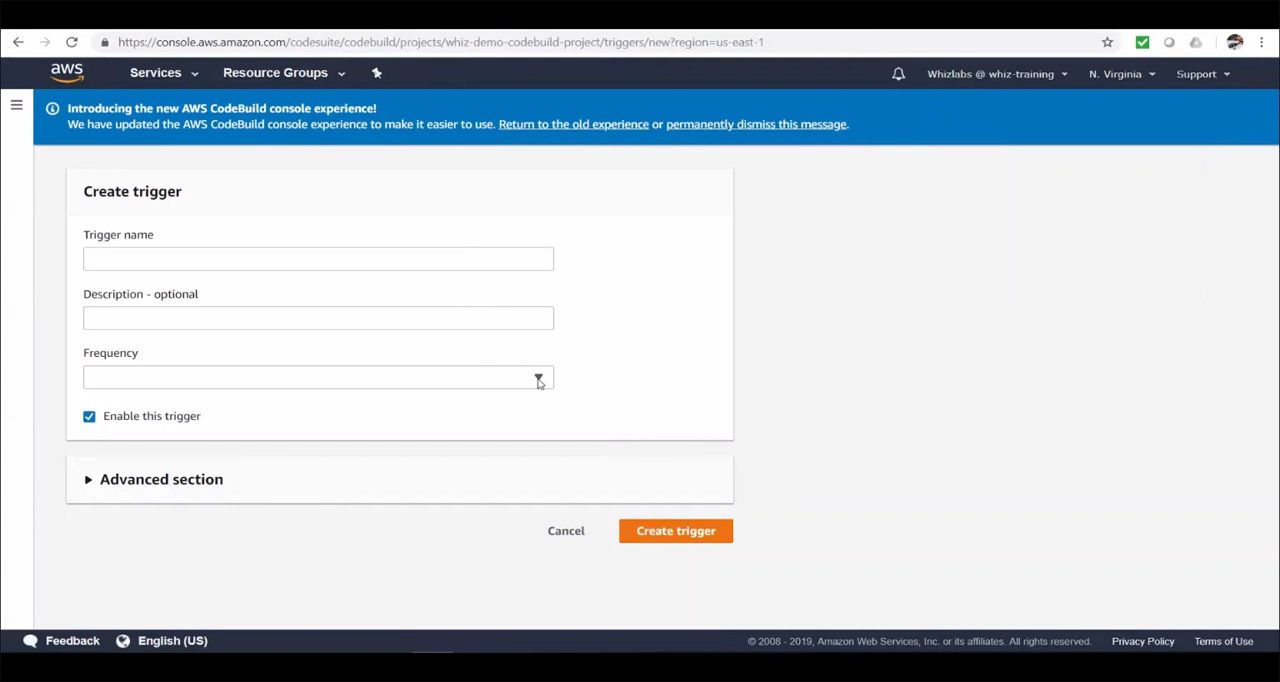 https://console.aws.amazon.com/codesuite/codebuild/projects/whiz-demo-codebuild-project/triggers/new?region=us-east-1
aws Services Resource Groups Whizlabs @ whiz-training N. Virginia Support
Introducing the new AWS CodeBuild console experience!
We have updated the AWS CodeBuild console experience to make it easier to use. Return to the old experience or permanently dismiss this message.
Create trigger
Trigger name
Description - optional
Frequency
Enable this trigger
Advanced section
Cancel Create trigger
Feedback English (US) © 2008 - 2019, Amazon Web Services, Inc. or its affiliates. All rights reserved. Privacy Policy Terms of Use